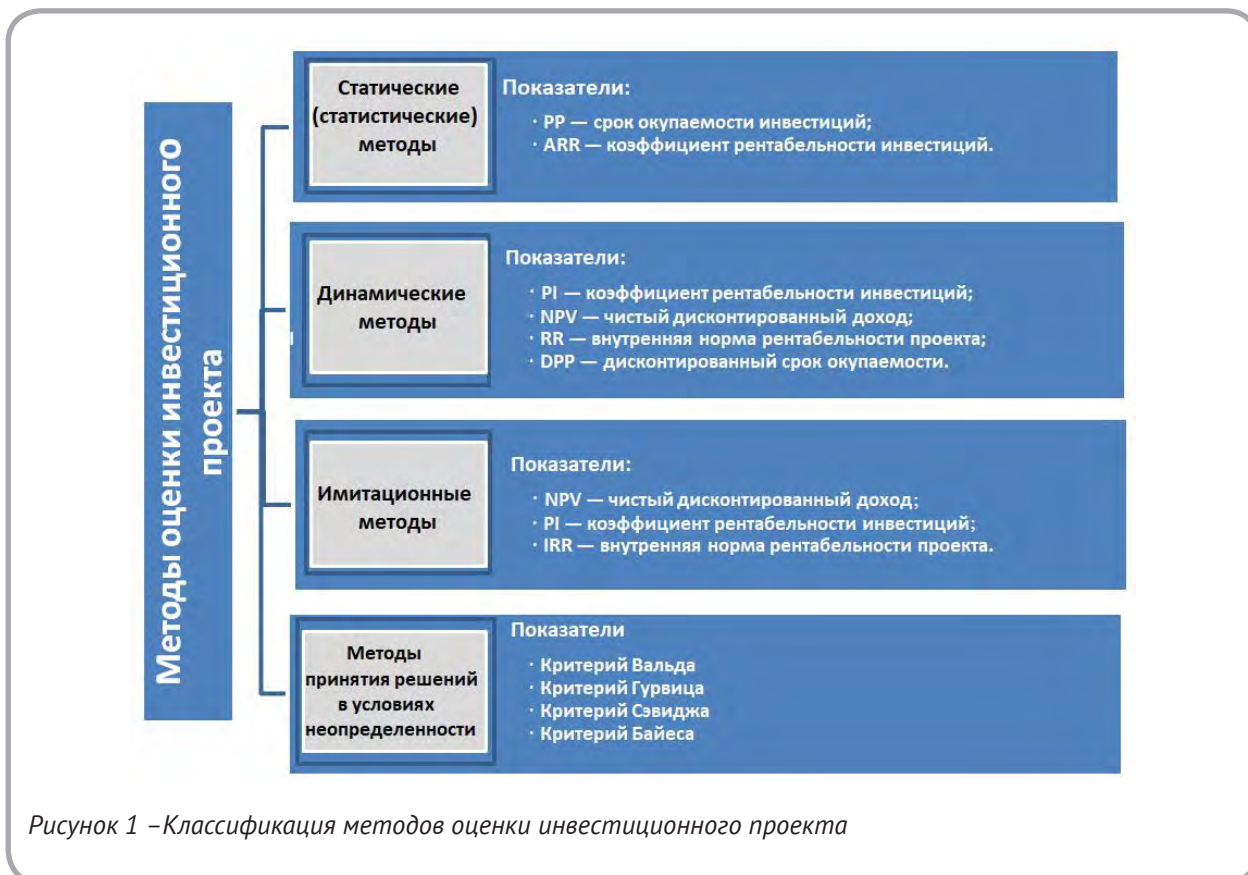 Методы оценки инвестиционного
проекта
Статические
(статистические)
методы
Показатели:
· PP — срок окупаемости инвестиций;
· ARR — коэффициент рентабельности инвестиций.
Динамические
методы
Показатели:
· PI — коэффициент рентабельности инвестиций;
· NPV — чистый дисконтированный доход;
· RR — внутренняя норма рентабельности проекта;
· DPP — дисконтированный срок окупаемости.
Имитационные
методы
Показатели:
· NPV — чистый дисконтированный доход;
· PI — коэффициент рентабельности инвестиций;
· IRR — внутренняя норма рентабельности проекта.
Методы
принятия решений
в условиях
неопределенности
Показатели
· Критерий Вальда
· Критерий Гурвица
· Критерий Сэвиджа
· Критерий Байеса
Рисунок 1 –Классификация методов оценки инвестиционного проекта